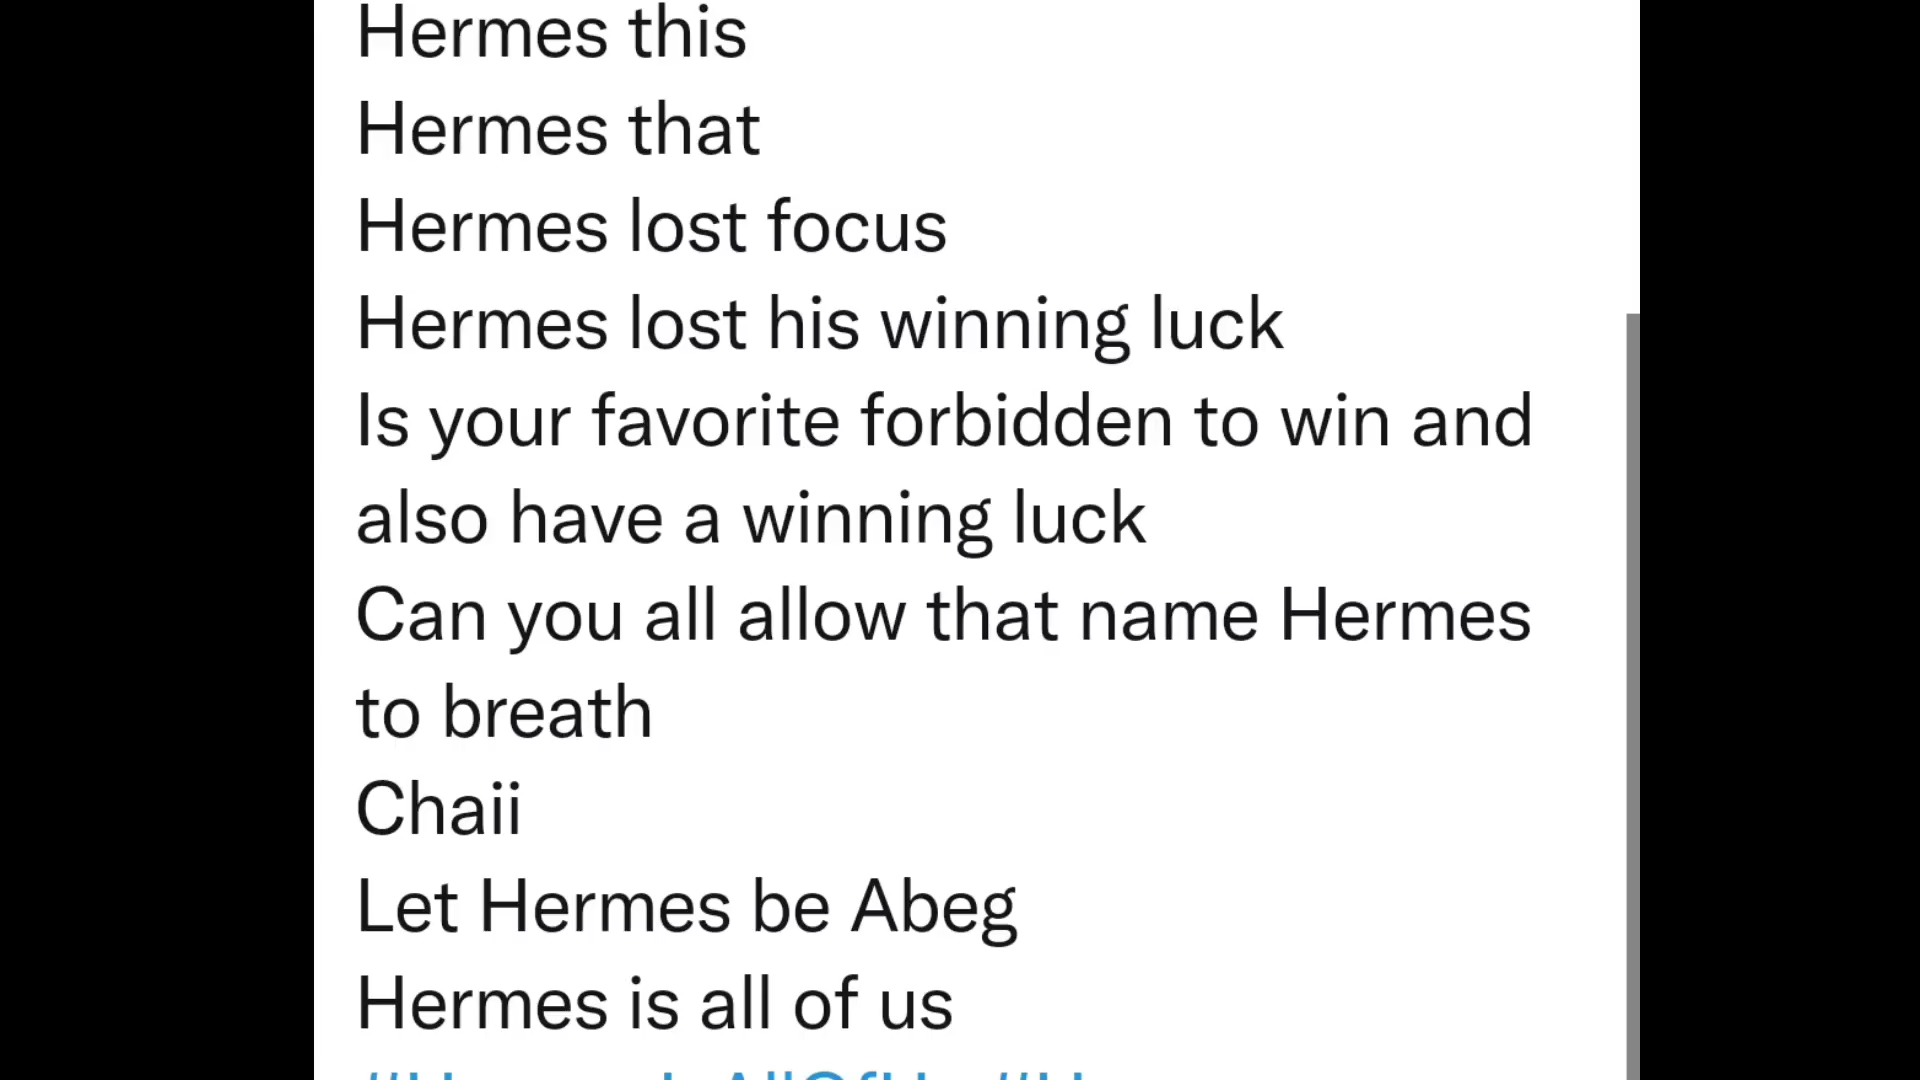 Hermes this
Hermes that
Hermes lost focus
Hermes lost his winning luck
Is your favorite forbidden to win and
also have a winning luck
Can you all allow that name Hermes
to breath
Chaii
Let Hermes be Abeg
Hermes is all of us